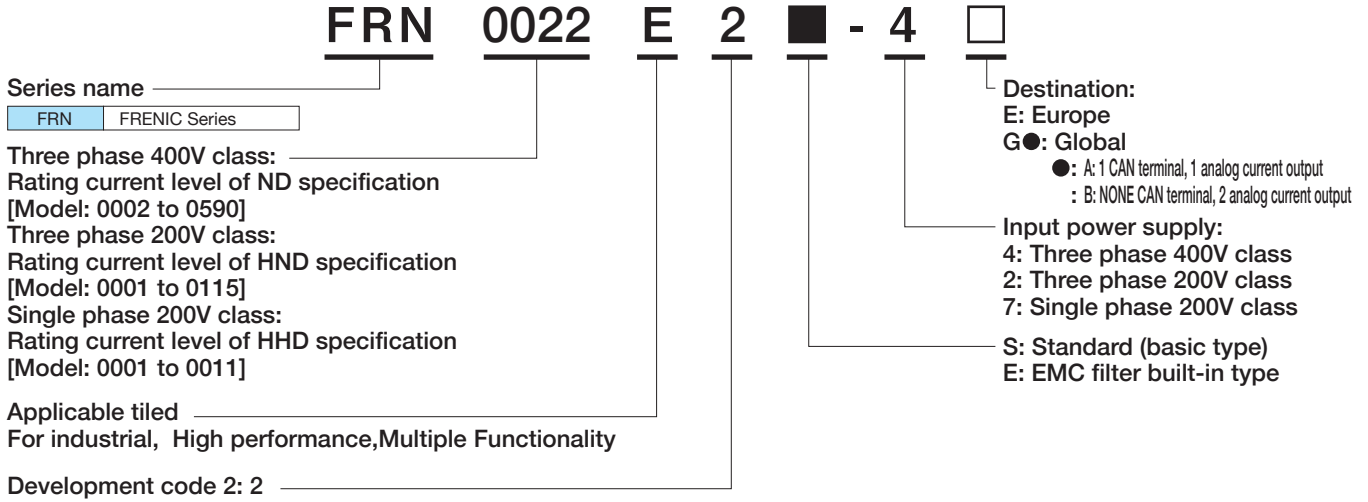 FRN 0022 E 2 ■ - 4 □
Series name
FRN FRENIC Series
Three phase 400V class:
Rating current level of ND specification
[Model: 0002 to 0590]
Three phase 200V class:
Rating current level of HND specification
[Model: 0001 to 0115]
Single phase 200V class:
Rating current level of HHD specification
[Model: 0001 to 0011]
Applicable tiled
For industrial, High performance,Multiple Functionality
Development code 2: 2
Destination:
E: Europe
G●: Global
●: A: 1 CAN terminal, 1 analog current output
: B: NONE CAN terminal, 2 analog current output
Input power supply:
4: Three phase 400V class
2: Three phase 200V class
7: Single phase 200V class
S: Standard (basic type)
E: EMC filter built-in type